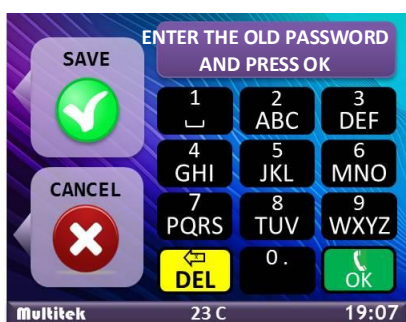 SAVE
ENTER THE OLD PASSWORD
AND PRESS OK
1
2
ABC
3
DEF
4
GHI
5
JKL
6
MNO
CANCEL
7
PQRS
8
TUV
9
WXYZ
DEL
0 .
OK
Multitek
23 C
19:07